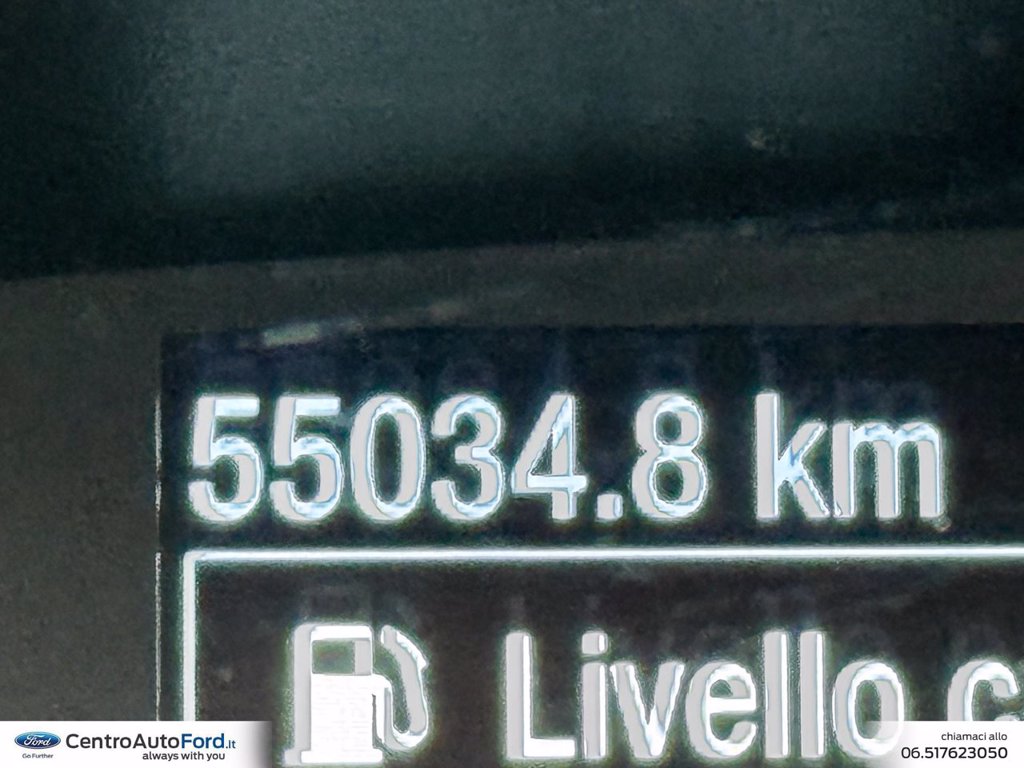 55034.8 km
Livello c
Ford
Go Further
CentroAutoFord.it
always with you
chiamaci allo
06.517623050